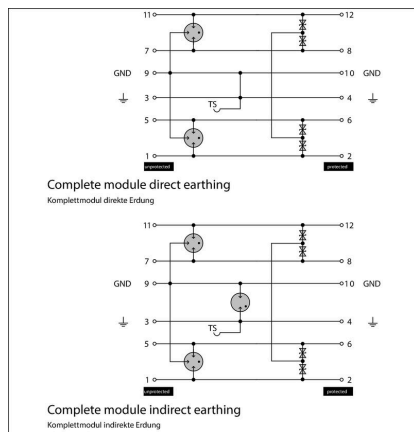 11 12
7 8
GND 9 10 GND
3 4
TS
5 6
1 2
unprotected protected
Complete module direct earthing
Komplettmodul direkte Erdung
11 12
7 8
GND 9 10 GND
3 4
TS
5 6
1 2
unprotected protected
Complete module indirect earthing
Komplettmodul indirekte Erdung